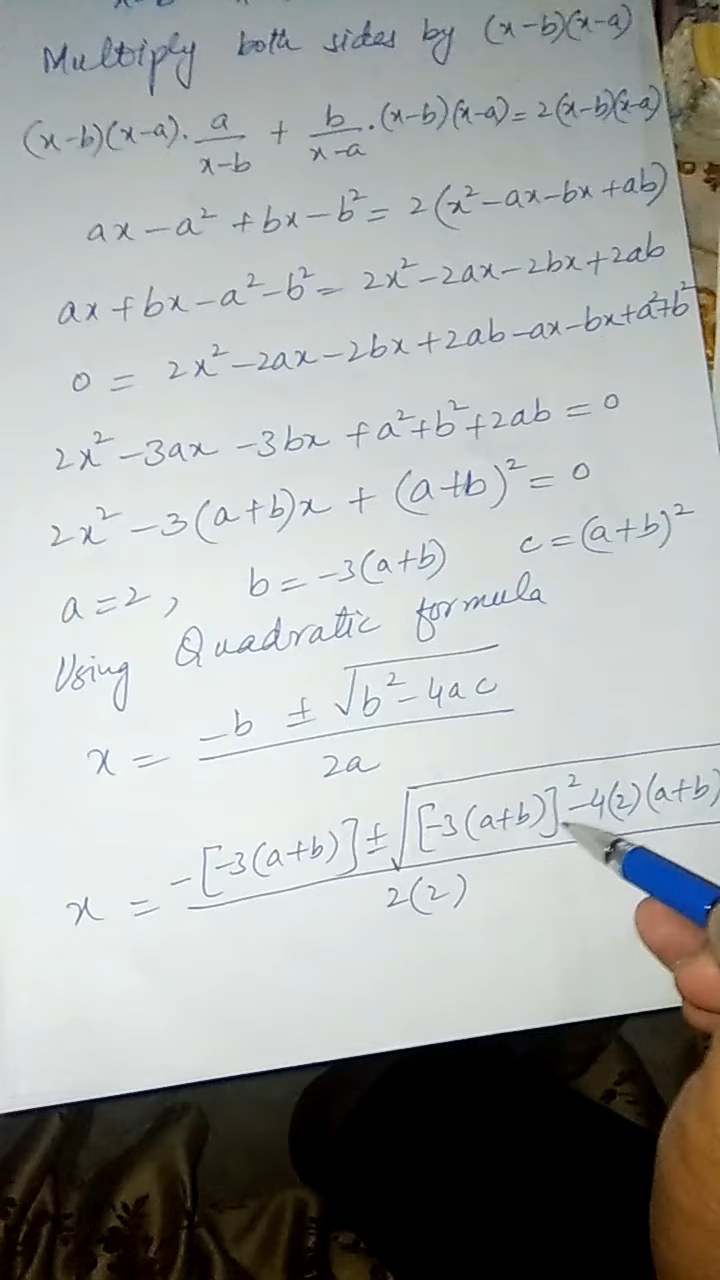 Multiply both sides by (x-b)(x-a)
(x-b)(x-a). a/(x-b) + b/(x-a) .(x-b)(x-a) = 2(x-b)(x-a)
ax - a² + bx - b² = 2(x² - ax - bx + ab)
ax + bx - a² - b² = 2x² - 2ax - 2bx + 2ab
0 = 2x² - 2ax - 2bx + 2ab - ax - bx + a² + b²
2x² - 3ax - 3bx + a² + b² + 2ab = 0
2x² - 3(a+b)x + (a+b)² = 0
a = 2, b = -3(a+b) c = (a+b)²
Using Quadratic formula
x = (-b ± √(b² - 4ac))/2a
x = (-[-3(a+b)] ± √([-3(a+b)]² - 4(2)(a+b)))/2(2)